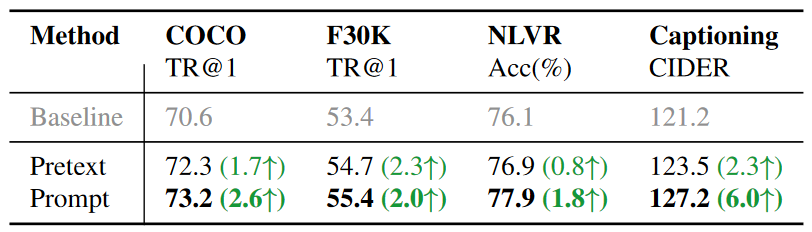 Method COCO F30K NLVR Captioning
TR@1 TR@1 Acc(%) CIDER
Baseline 70.6 53.4 76.1 121.2
Pretext 72.3 (1.7↑) 54.7 (2.3↑) 76.9 (0.8↑) 123.5 (2.3↑)
Prompt 73.2 (2.6↑) 55.4 (2.0↑) 77.9 (1.8↑) 127.2 (6.0↑)